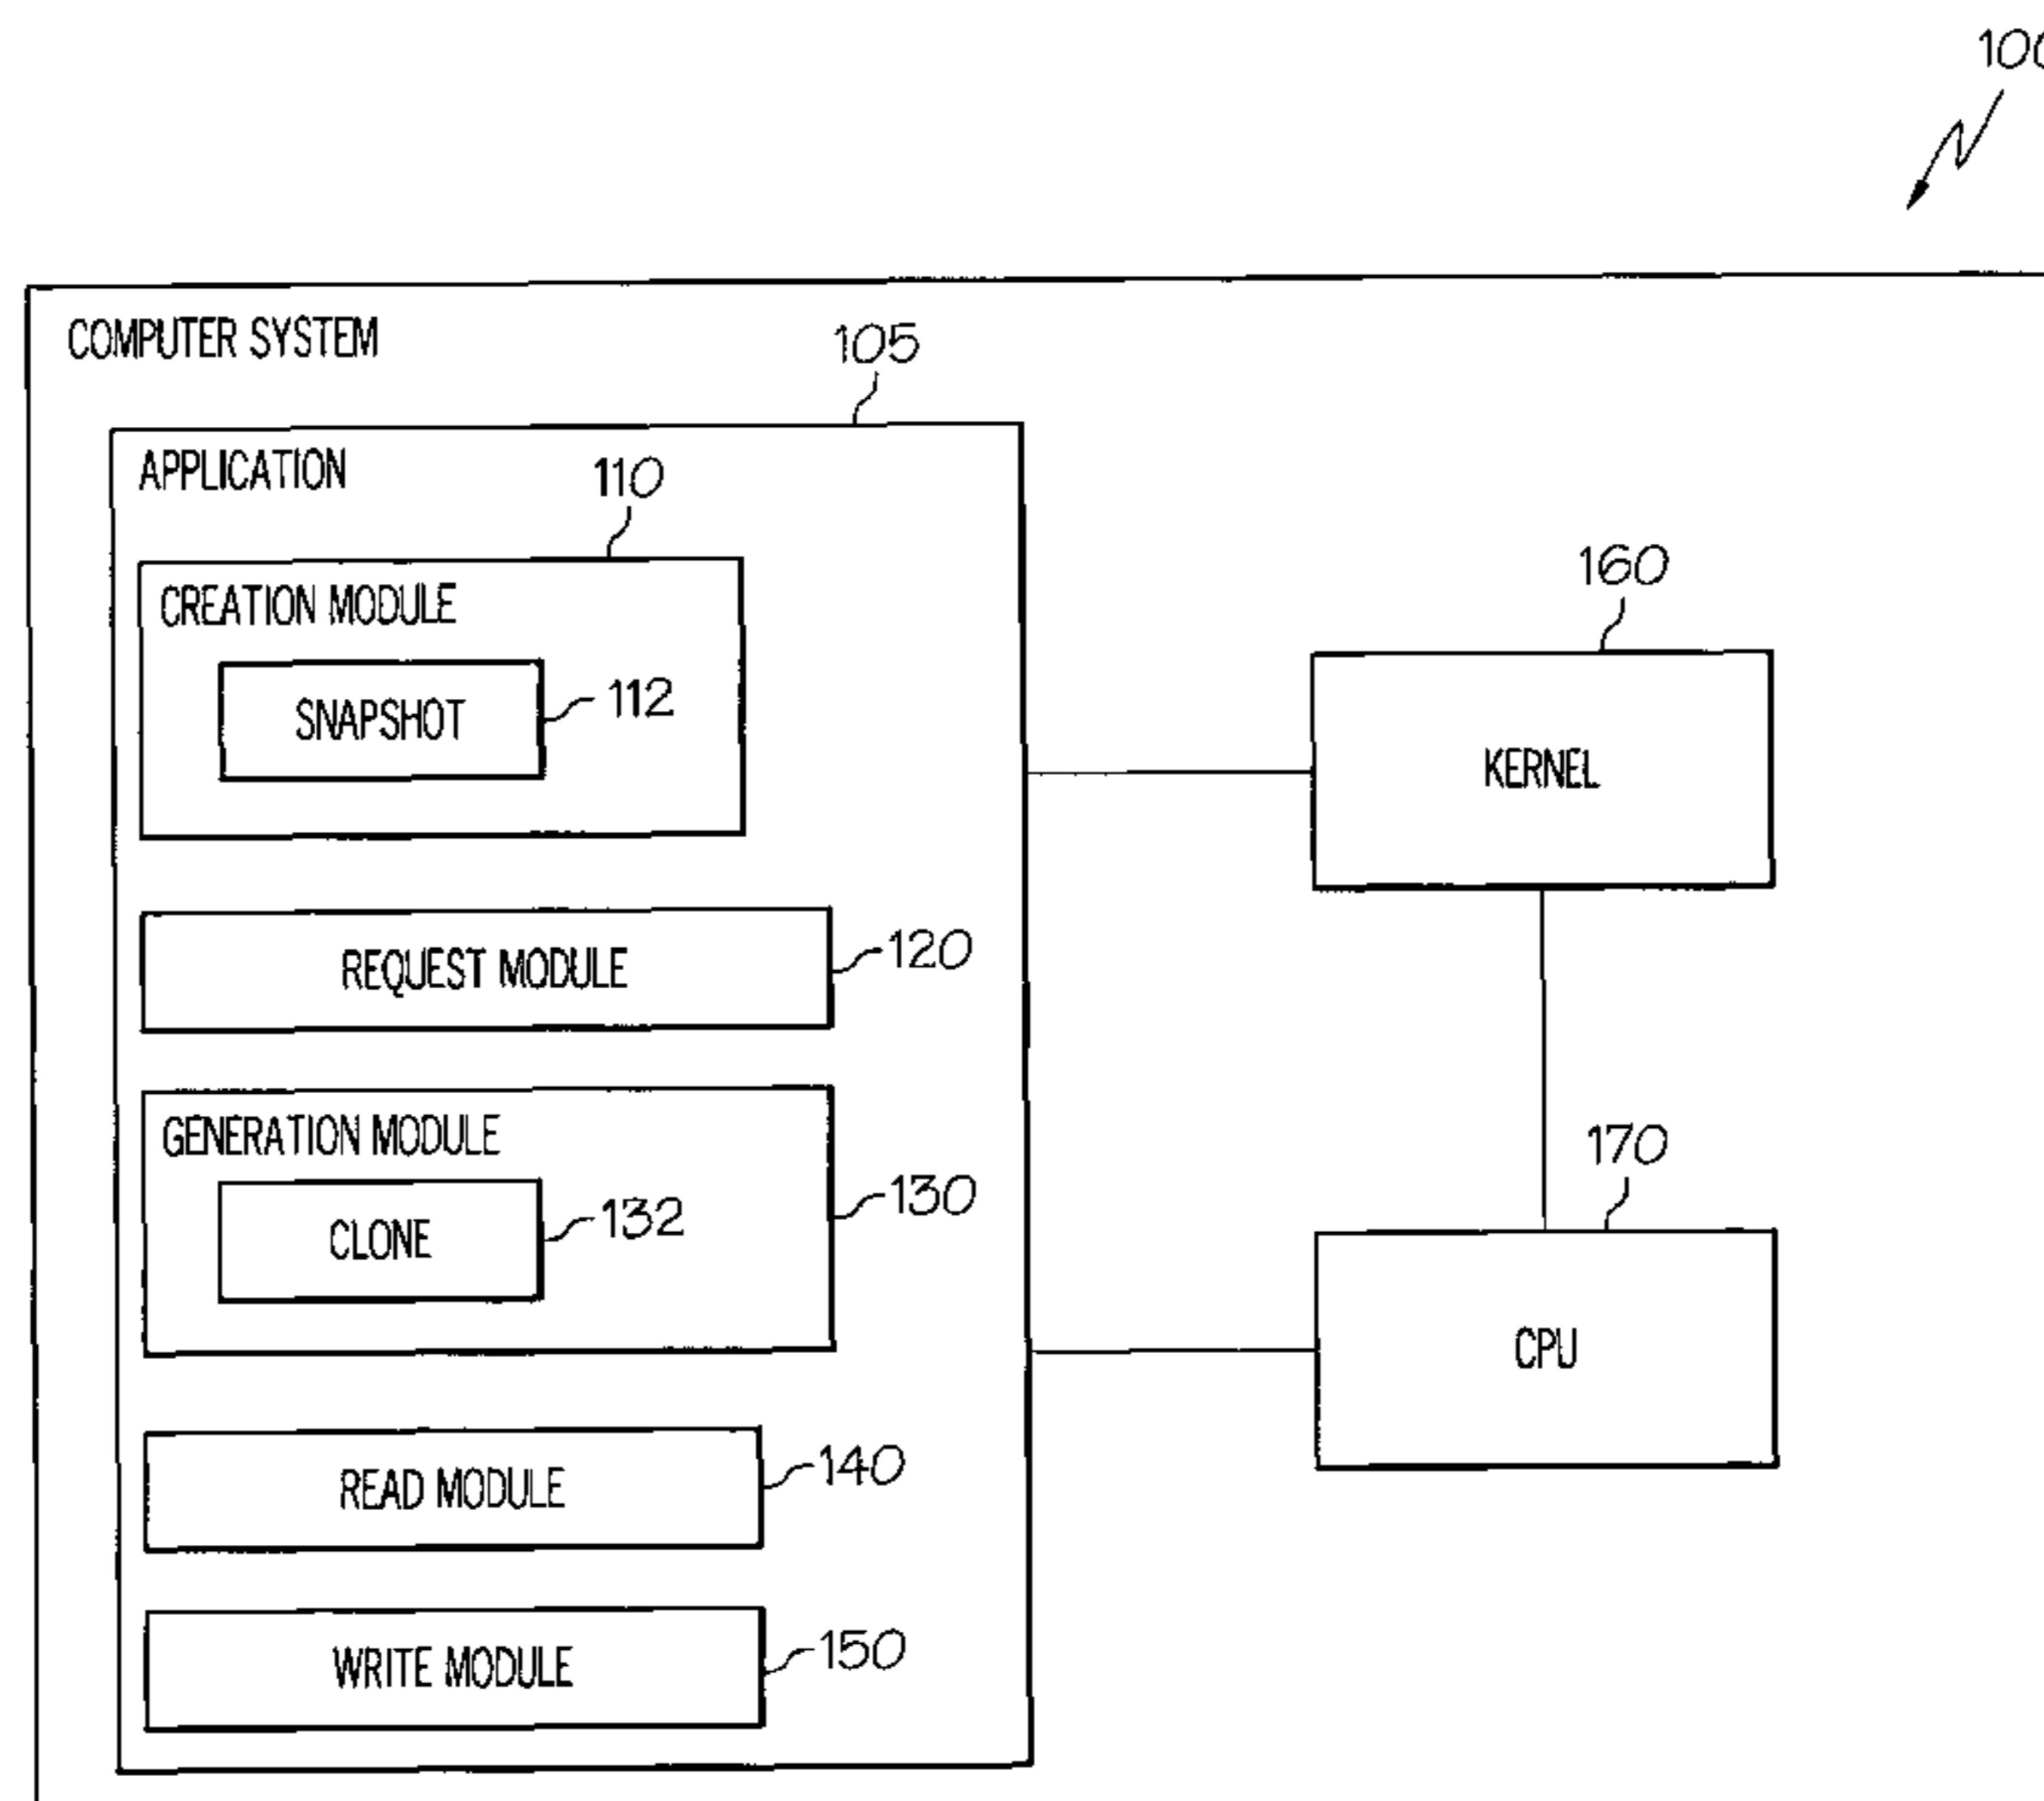 100
COMPUTER SYSTEM
105
APPLICATION
110
CREATION MODULE
SNAPSHOT
112
160
KERNEL
REQUEST MODULE
120
GENERATION MODULE
130
CLONE
132
170
CPU
READ MODULE
140
WRITE MODULE
150